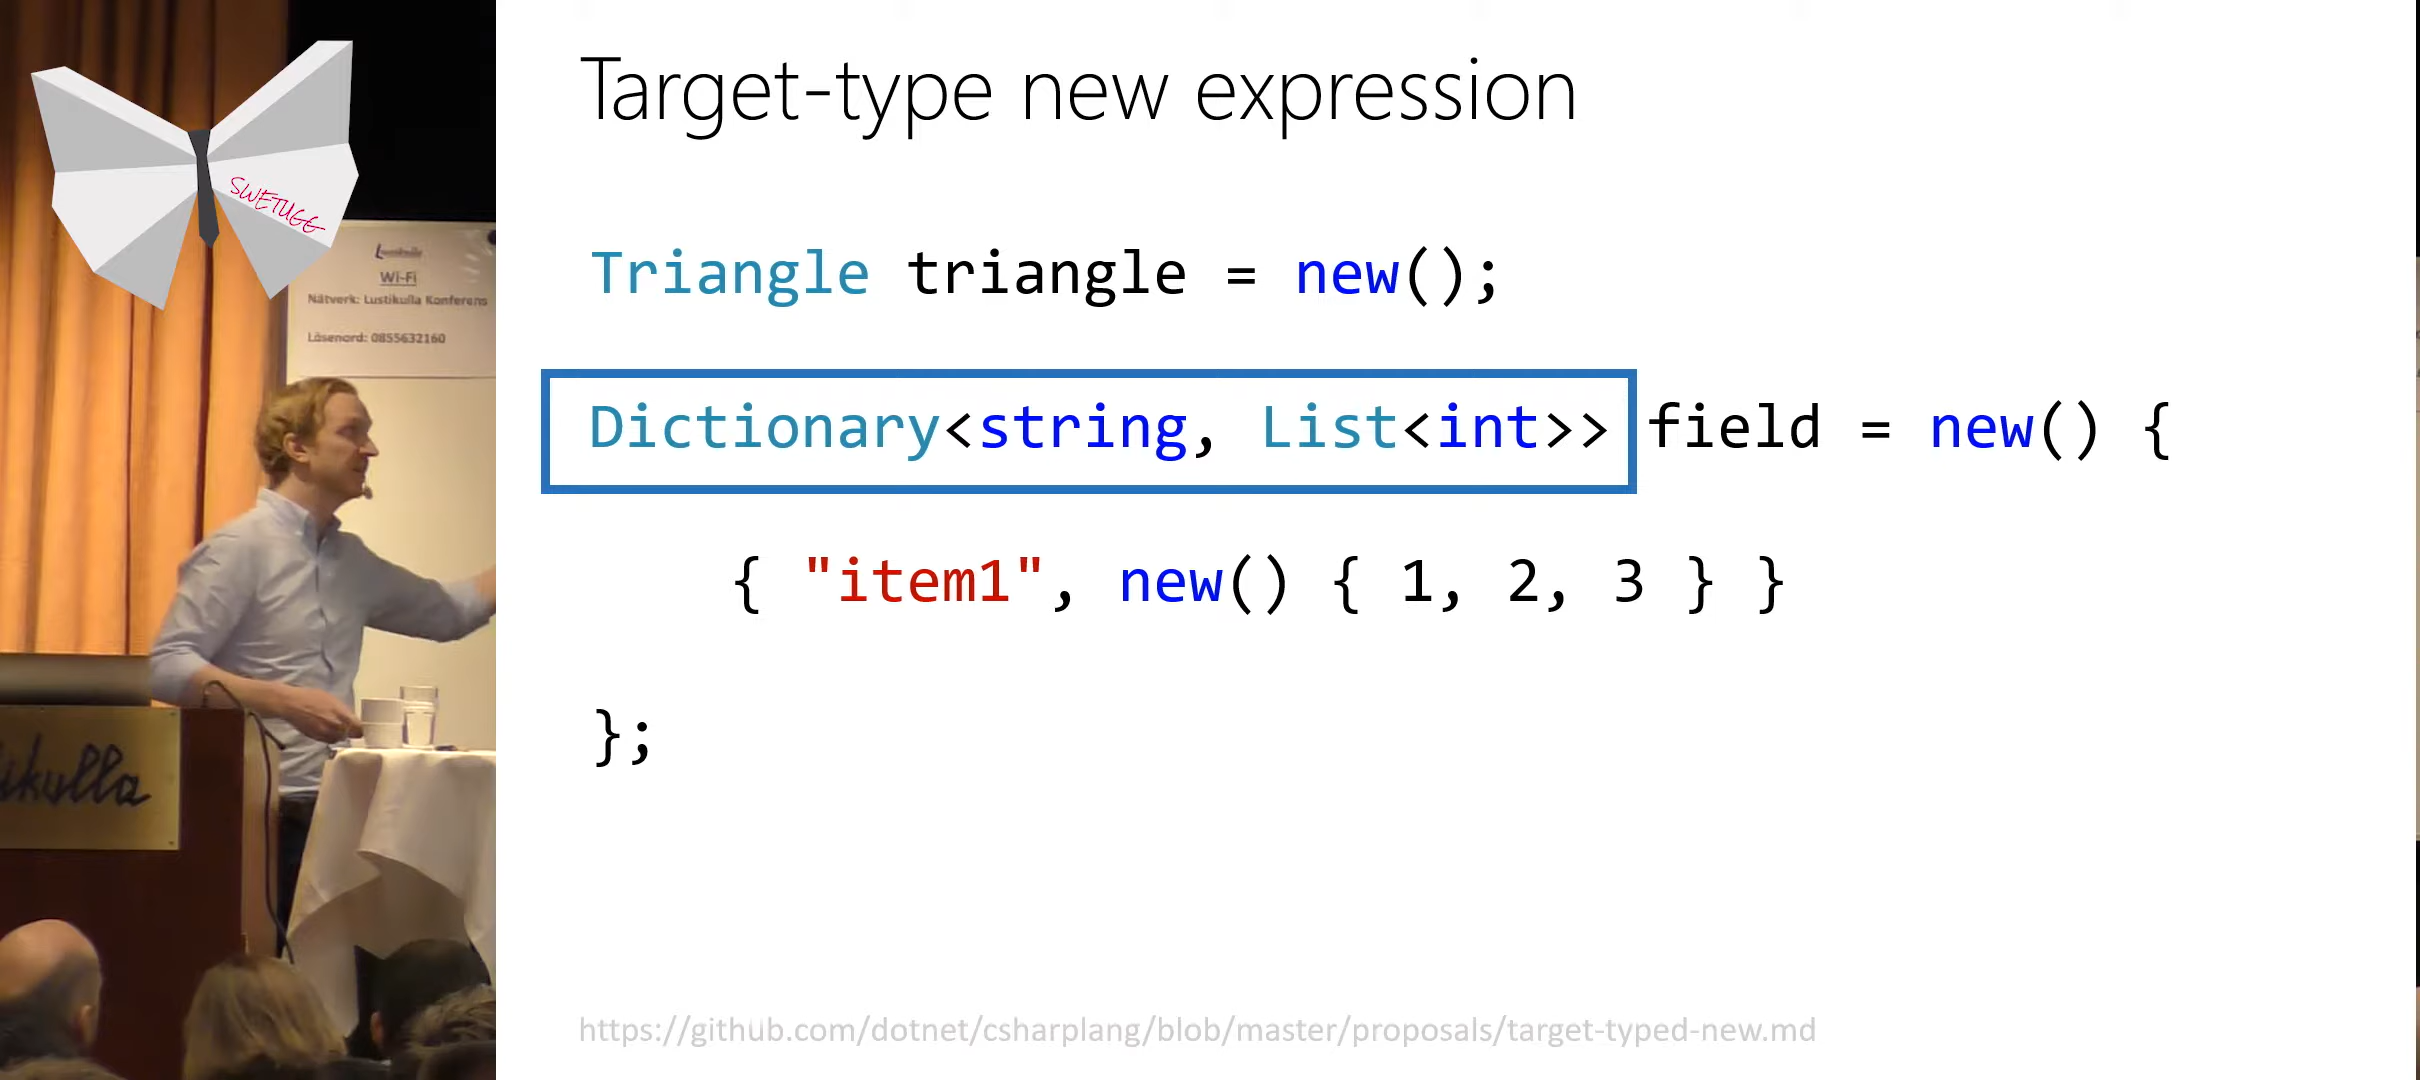 SWETUGG
Wi-Fi
Nätverk: Lustikulla Konferens
Lösenord: 0855632160
ikulla
Target-type new expression
Triangle triangle = new();
Dictionary<string, List<int>> field = new() {
{ "item1", new() { 1, 2, 3 } }
};
https://github.com/dotnet/csharplang/blob/master/proposals/target-typed-new.md